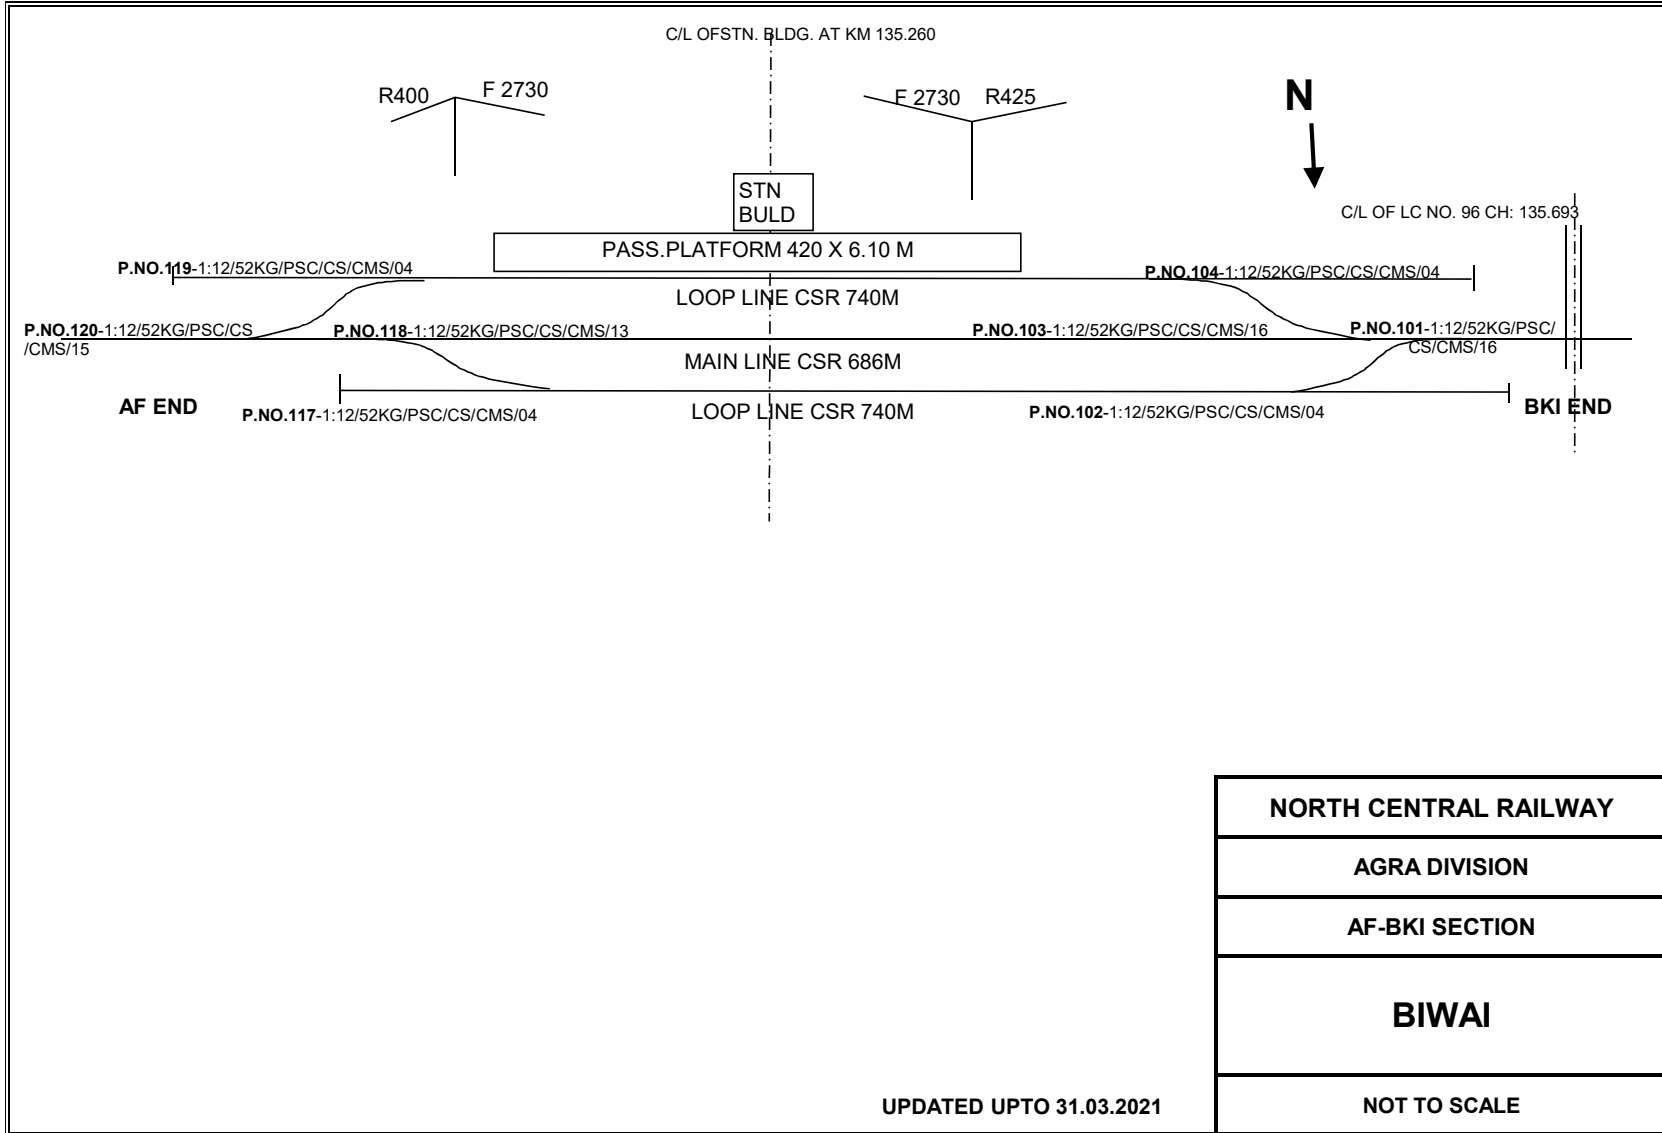 C/L OFSTN. BLDG. AT KM 135.260
R400
F 2730
F 2730
R425
N
STN
BULD
C/L OF LC NO. 96 CH: 135.693
PASS.PLATFORM 420 X 6.10 M
P.NO.119-1:12/52KG/PSC/CS/CMS/04
P.NO.104-1:12/52KG/PSC/CS/CMS/04
LOOP LINE CSR 740M
P.NO.120-1:12/52KG/PSC/CS
/CMS/15
P.NO.118-1:12/52KG/PSC/CS/CMS/13
P.NO.103-1:12/52KG/PSC/CS/CMS/16
P.NO.101-1:12/52KG/PSC/
CS/CMS/16
MAIN LINE CSR 686M
AF END
P.NO.117-1:12/52KG/PSC/CS/CMS/04
LOOP LINE CSR 740M
P.NO.102-1:12/52KG/PSC/CS/CMS/04
BKI END
NORTH CENTRAL RAILWAY
AGRA DIVISION
AF-BKI SECTION
BIWAI
UPDATED UPTO 31.03.2021
NOT TO SCALE